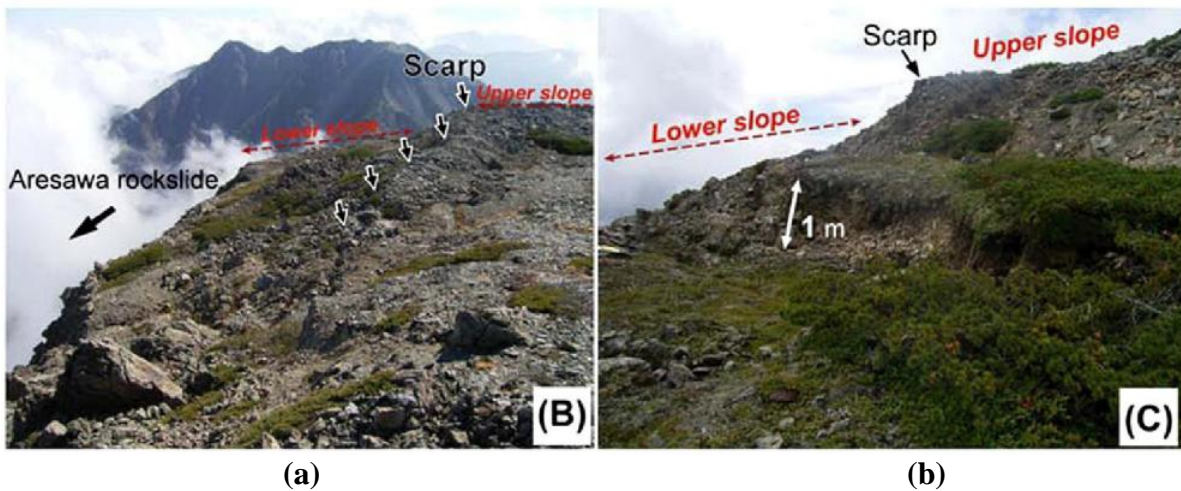 Scarp
Upper slope
Lower slope
Aresawa rockslide
(B)
Scarp
Upper slope
Lower slope
1 m
(C)
(a)
(b)